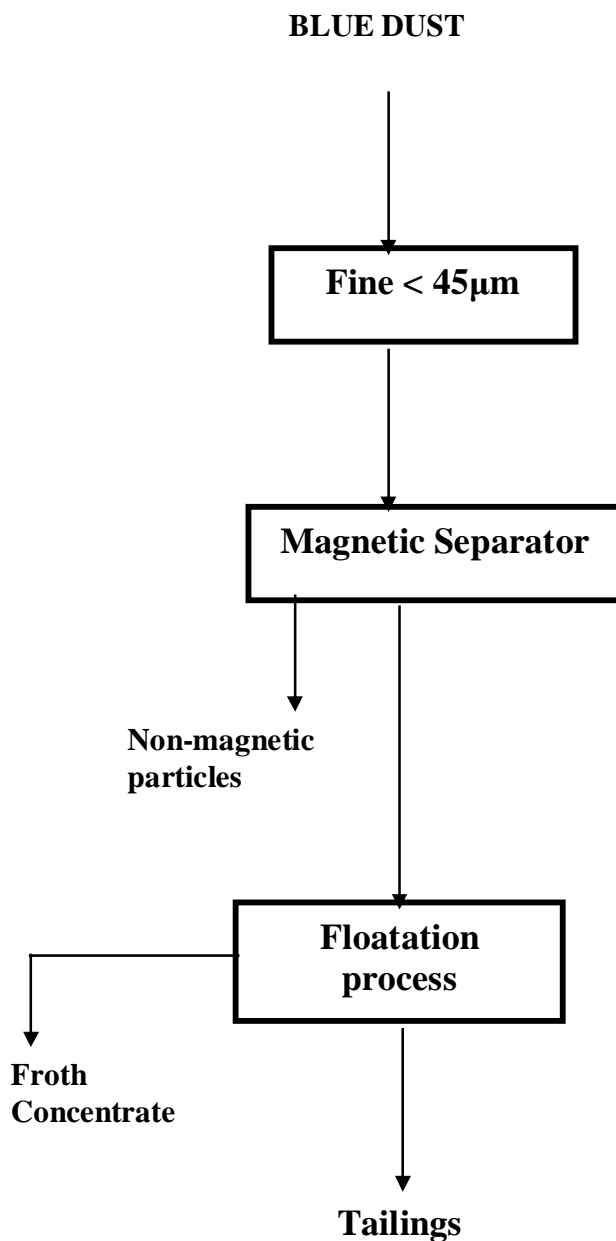 BLUE DUST
Fine < 45μm
Magnetic Separator
Non-magnetic
particles
Floatation
process
Froth
Concentrate
Tailings